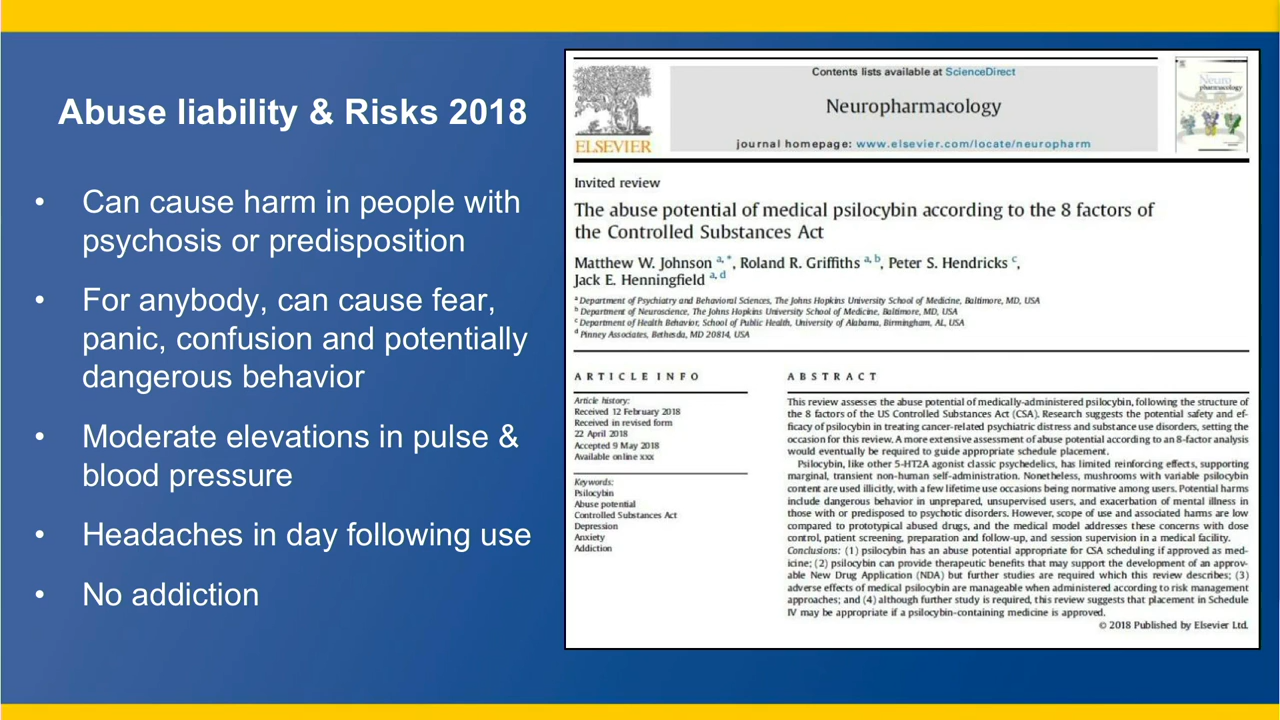 Abuse liability & Risks 2018
• Can cause harm in people with
psychosis or predisposition
• For anybody, can cause fear,
panic, confusion and potentially
dangerous behavior
• Moderate elevations in pulse &
blood pressure
• Headaches in day following use
• No addiction
Contents lists available at ScienceDirect
Neuropharmacology
journal homepage: www.elsevier.com/locate/neuropharm
ELSEVIER
Neuro
pharmacology
Invited review
The abuse potential of medical psilocybin according to the 8 factors of
the Controlled Substances Act
Matthew W. Johnson a, *, Roland R. Griffiths a, b, Peter S. Hendricks c,
Jack E. Henningfield a, d
a Department of Psychiatry and Behavioral Sciences, The Johns Hopkins University School of Medicine, Baltimore, MD, USA
b Department of Neuroscience, The Johns Hopkins University School of Medicine, Baltimore, MD, USA
c Department of Health Behavior, School of Public Health, University of Alabama, Birmingham, AL, USA
d Pinney Associates, Bethesda, MD 20814, USA
ARTICLE INFO
Article history:
Received 12 February 2018
Received in revised form
22 April 2018
Accepted 9 May 2018
Available online xxx
Keywords:
Psilocybin
Abuse potential
Controlled Substances Act
Depression
Anxiety
Addiction
ABSTRACT
This review assesses the abuse potential of medically-administered psilocybin, following the structure of
the 8 factors of the US Controlled Substances Act (CSA). Research suggests the potential safety and ef-
ficacy of psilocybin in treating cancer-related psychiatric distress and substance use disorders, setting the
occasion for this review. A more extensive assessment of abuse potential according to an 8-factor analysis
would eventually be required to guide appropriate schedule placement.
Psilocybin, like other 5-HT2A agonist classic psychedelics, has limited reinforcing effects, supporting
marginal, transient non-human self-administration. Nonetheless, mushrooms with variable psilocybin
content are used illicitly, with a few lifetime use occasions being normative among users. Potential harms
include dangerous behavior in unprepared, unsupervised users, and exacerbation of mental illness in
those with or predisposed to psychotic disorders. However, scope of use and associated harms are low
compared to prototypical abused drugs, and the medical model addresses these concerns with dose
control, patient screening, preparation and follow-up, and session supervision in a medical facility.
Conclusions: (1) psilocybin has an abuse potential appropriate for CSA scheduling if approved as med-
icine; (2) psilocybin can provide therapeutic benefits that may support the development of an approv-
able New Drug Application (NDA) but further studies are required which this review describes; (3)
adverse effects of medical psilocybin are manageable when administered according to risk management
approaches; and (4) although further study is required, this review suggests that placement in Schedule
IV may be appropriate if a psilocybin-containing medicine is approved.
© 2018 Published by Elsevier Ltd.